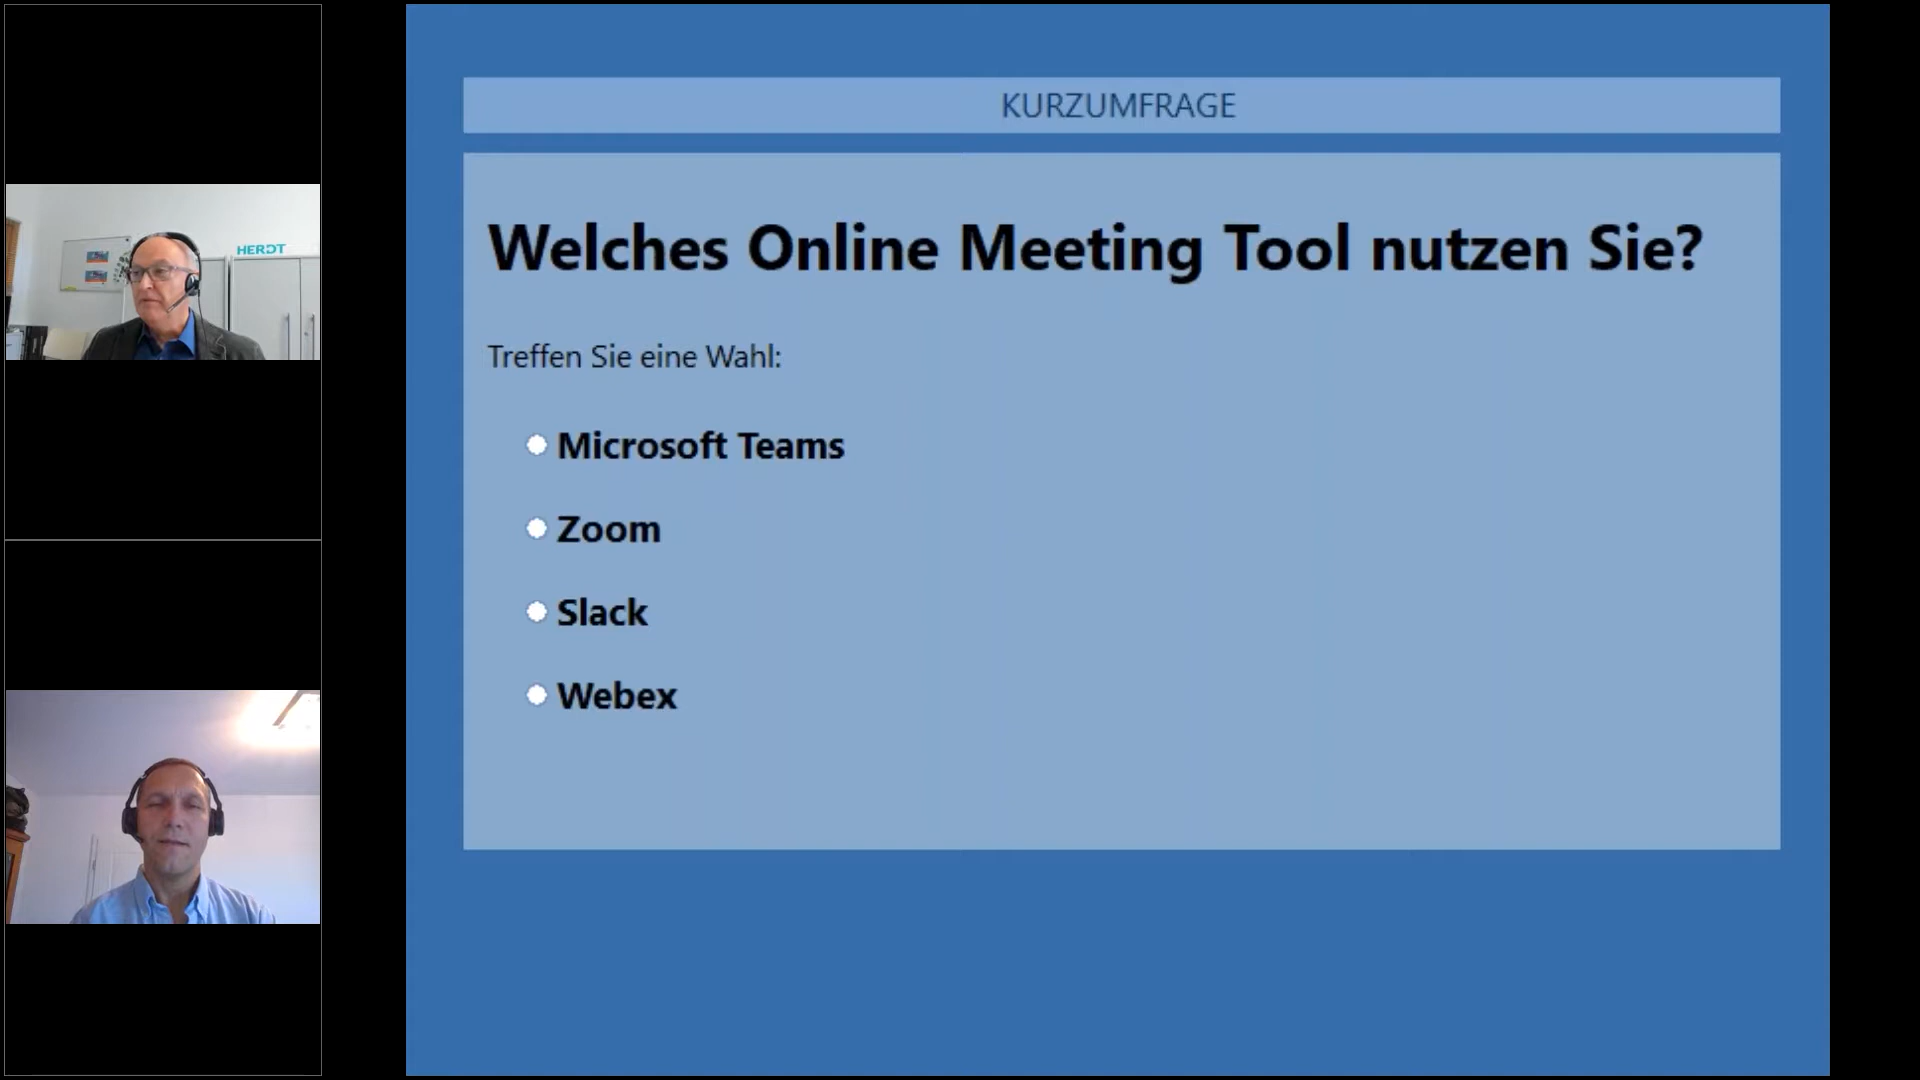 HERDT
KURZUMFRAGE
Welches Online Meeting Tool nutzen Sie?
Treffen Sie eine Wahl:
Microsoft Teams
Zoom
Slack
Webex